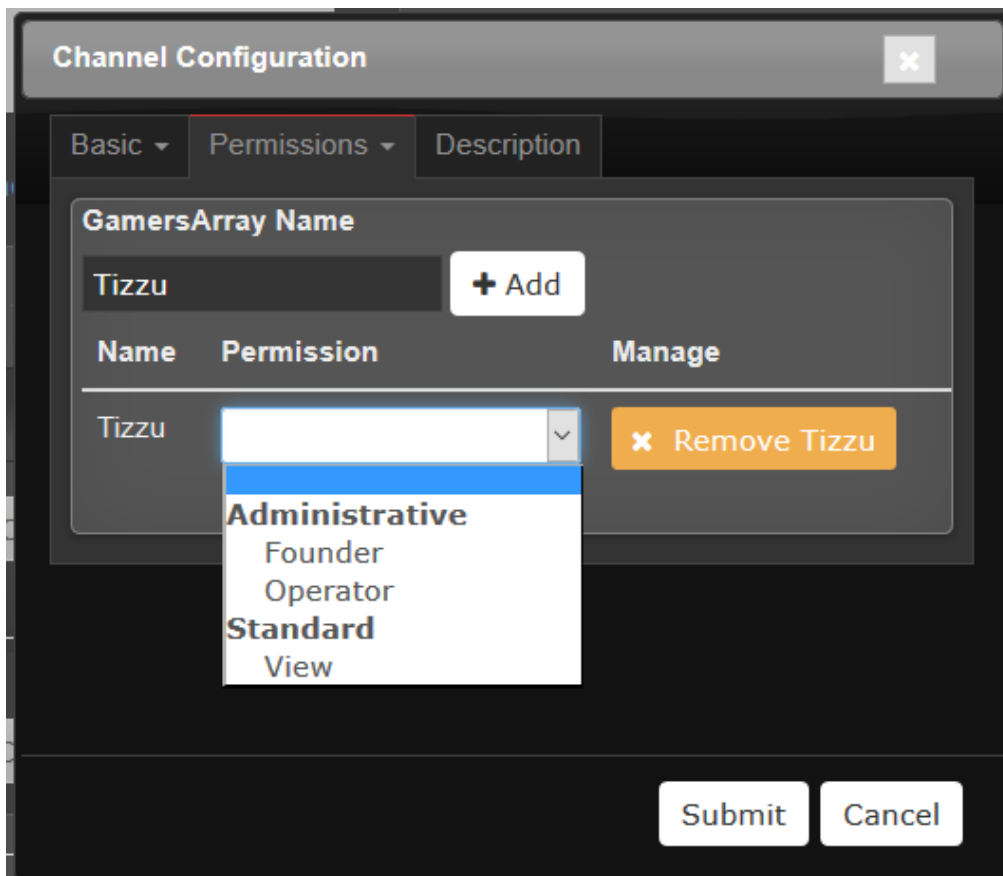 Channel Configuration
Basic Permissions Description
GamersArray Name
Tizzu Add
Name Permission Manage
Tizzu Remove Tizzu
Administrative
Founder
Operator
Standard
View
Submit Cancel